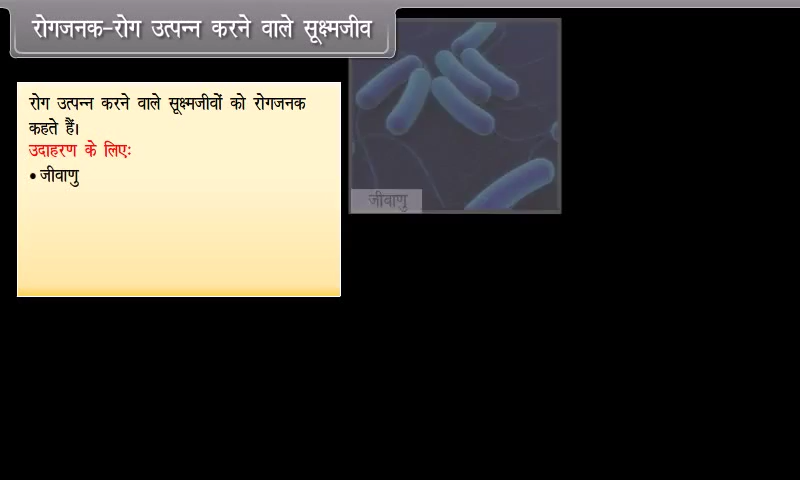 रोगजनक-रोग उत्पन्न करने वाले सूक्ष्मजीव
रोग उत्पन्न करने वाले सूक्ष्मजीवों को रोगजनक
कहते हैं।
उदाहरण के लिए:
• जीवाणु
जीवाणु